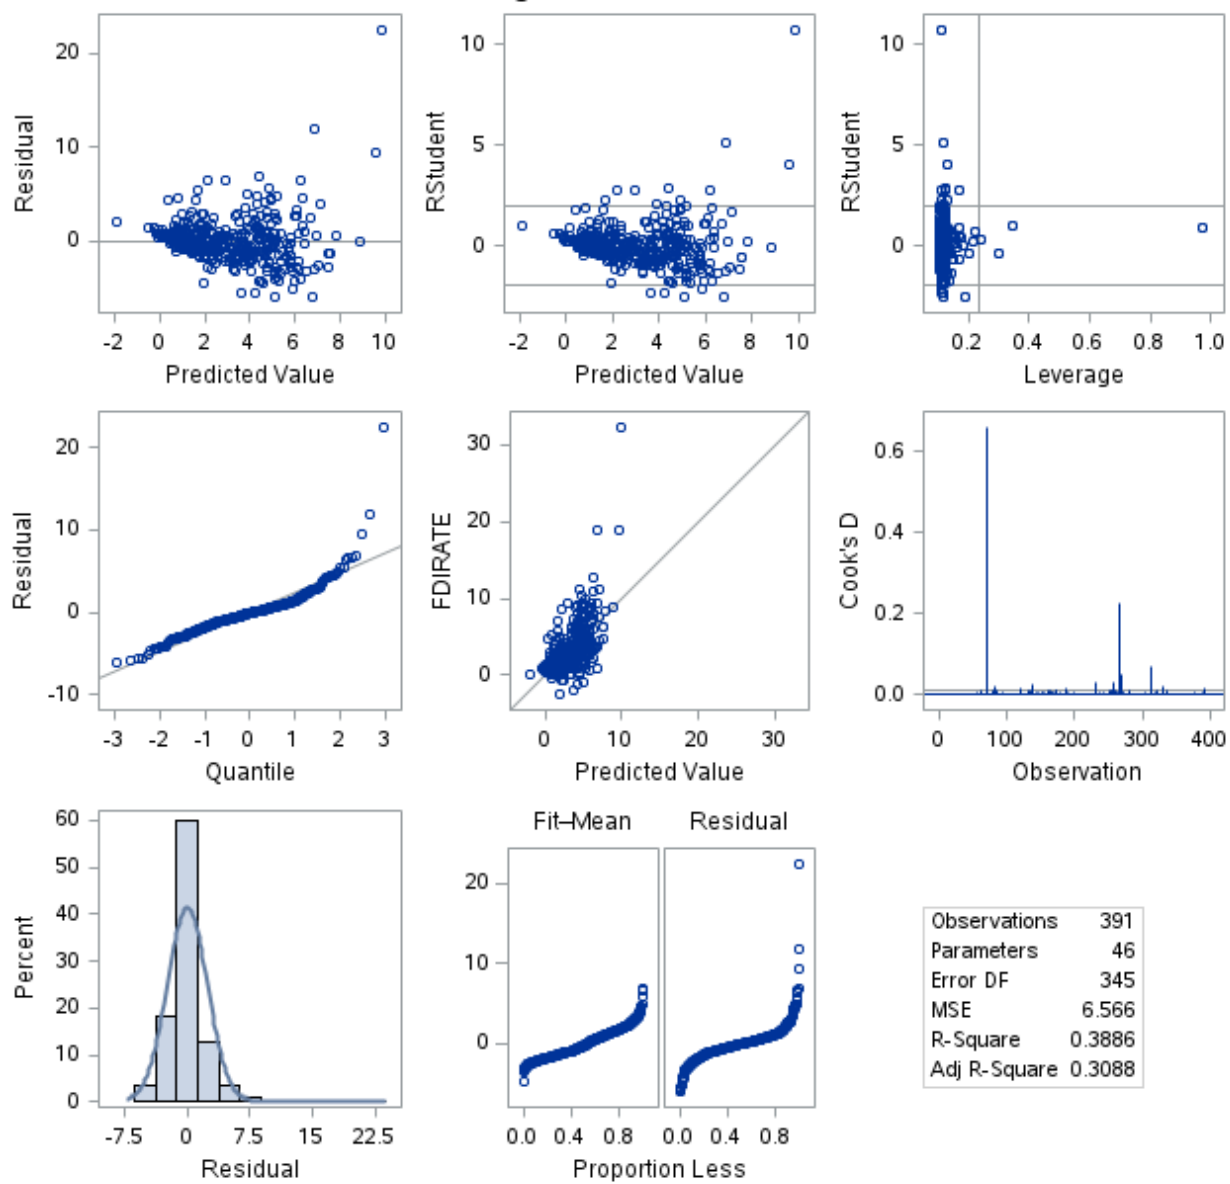 20
10
0
Residual
-2 0 2 4 6 8 10
Predicted Value
10
5
0
RStudent
-2 0 2 4 6 8 10
Predicted Value
10
5
0
RStudent
0.2 0.4 0.6 0.8 1.0
Leverage
20
10
0
-10
Residual
-3 -2 -1 0 1 2 3
Quantile
30
20
10
0
FDIRATE
0 10 20 30
Predicted Value
0.6
0.4
0.2
0.0
Cook's D
0 100 200 300 400
Observation
60
50
40
30
20
10
0
Percent
-7.5 0 7.5 15 22.5
Residual
Fit–Mean Residual
20
10
0
0.0 0.4 0.8 0.0 0.4 0.8
Proportion Less
Observations 391
Parameters 46
Error DF 345
MSE 6.566
R-Square 0.3886
Adj R-Square 0.3088